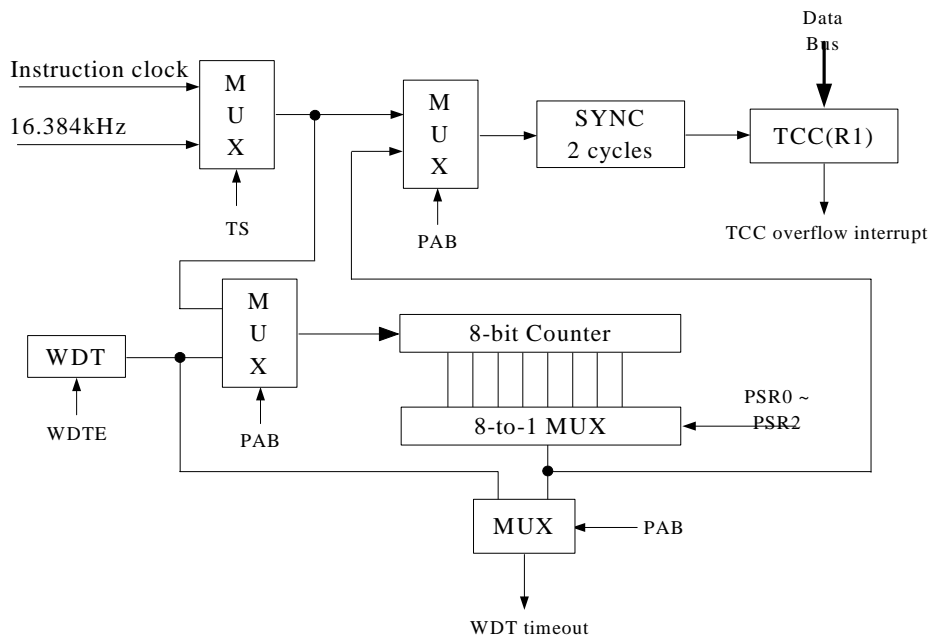 Data
Bus
Instruction clock
M
U
X
M
U
X
SYNC
2 cycles
TCC(R1)
16.384kHz
TS
PAB
TCC overflow interrupt
M
U
X
8-bit Counter
WDT
PSR0 ~
PSR2
WDTE
PAB
8-to-1 MUX
MUX
PAB
WDT timeout